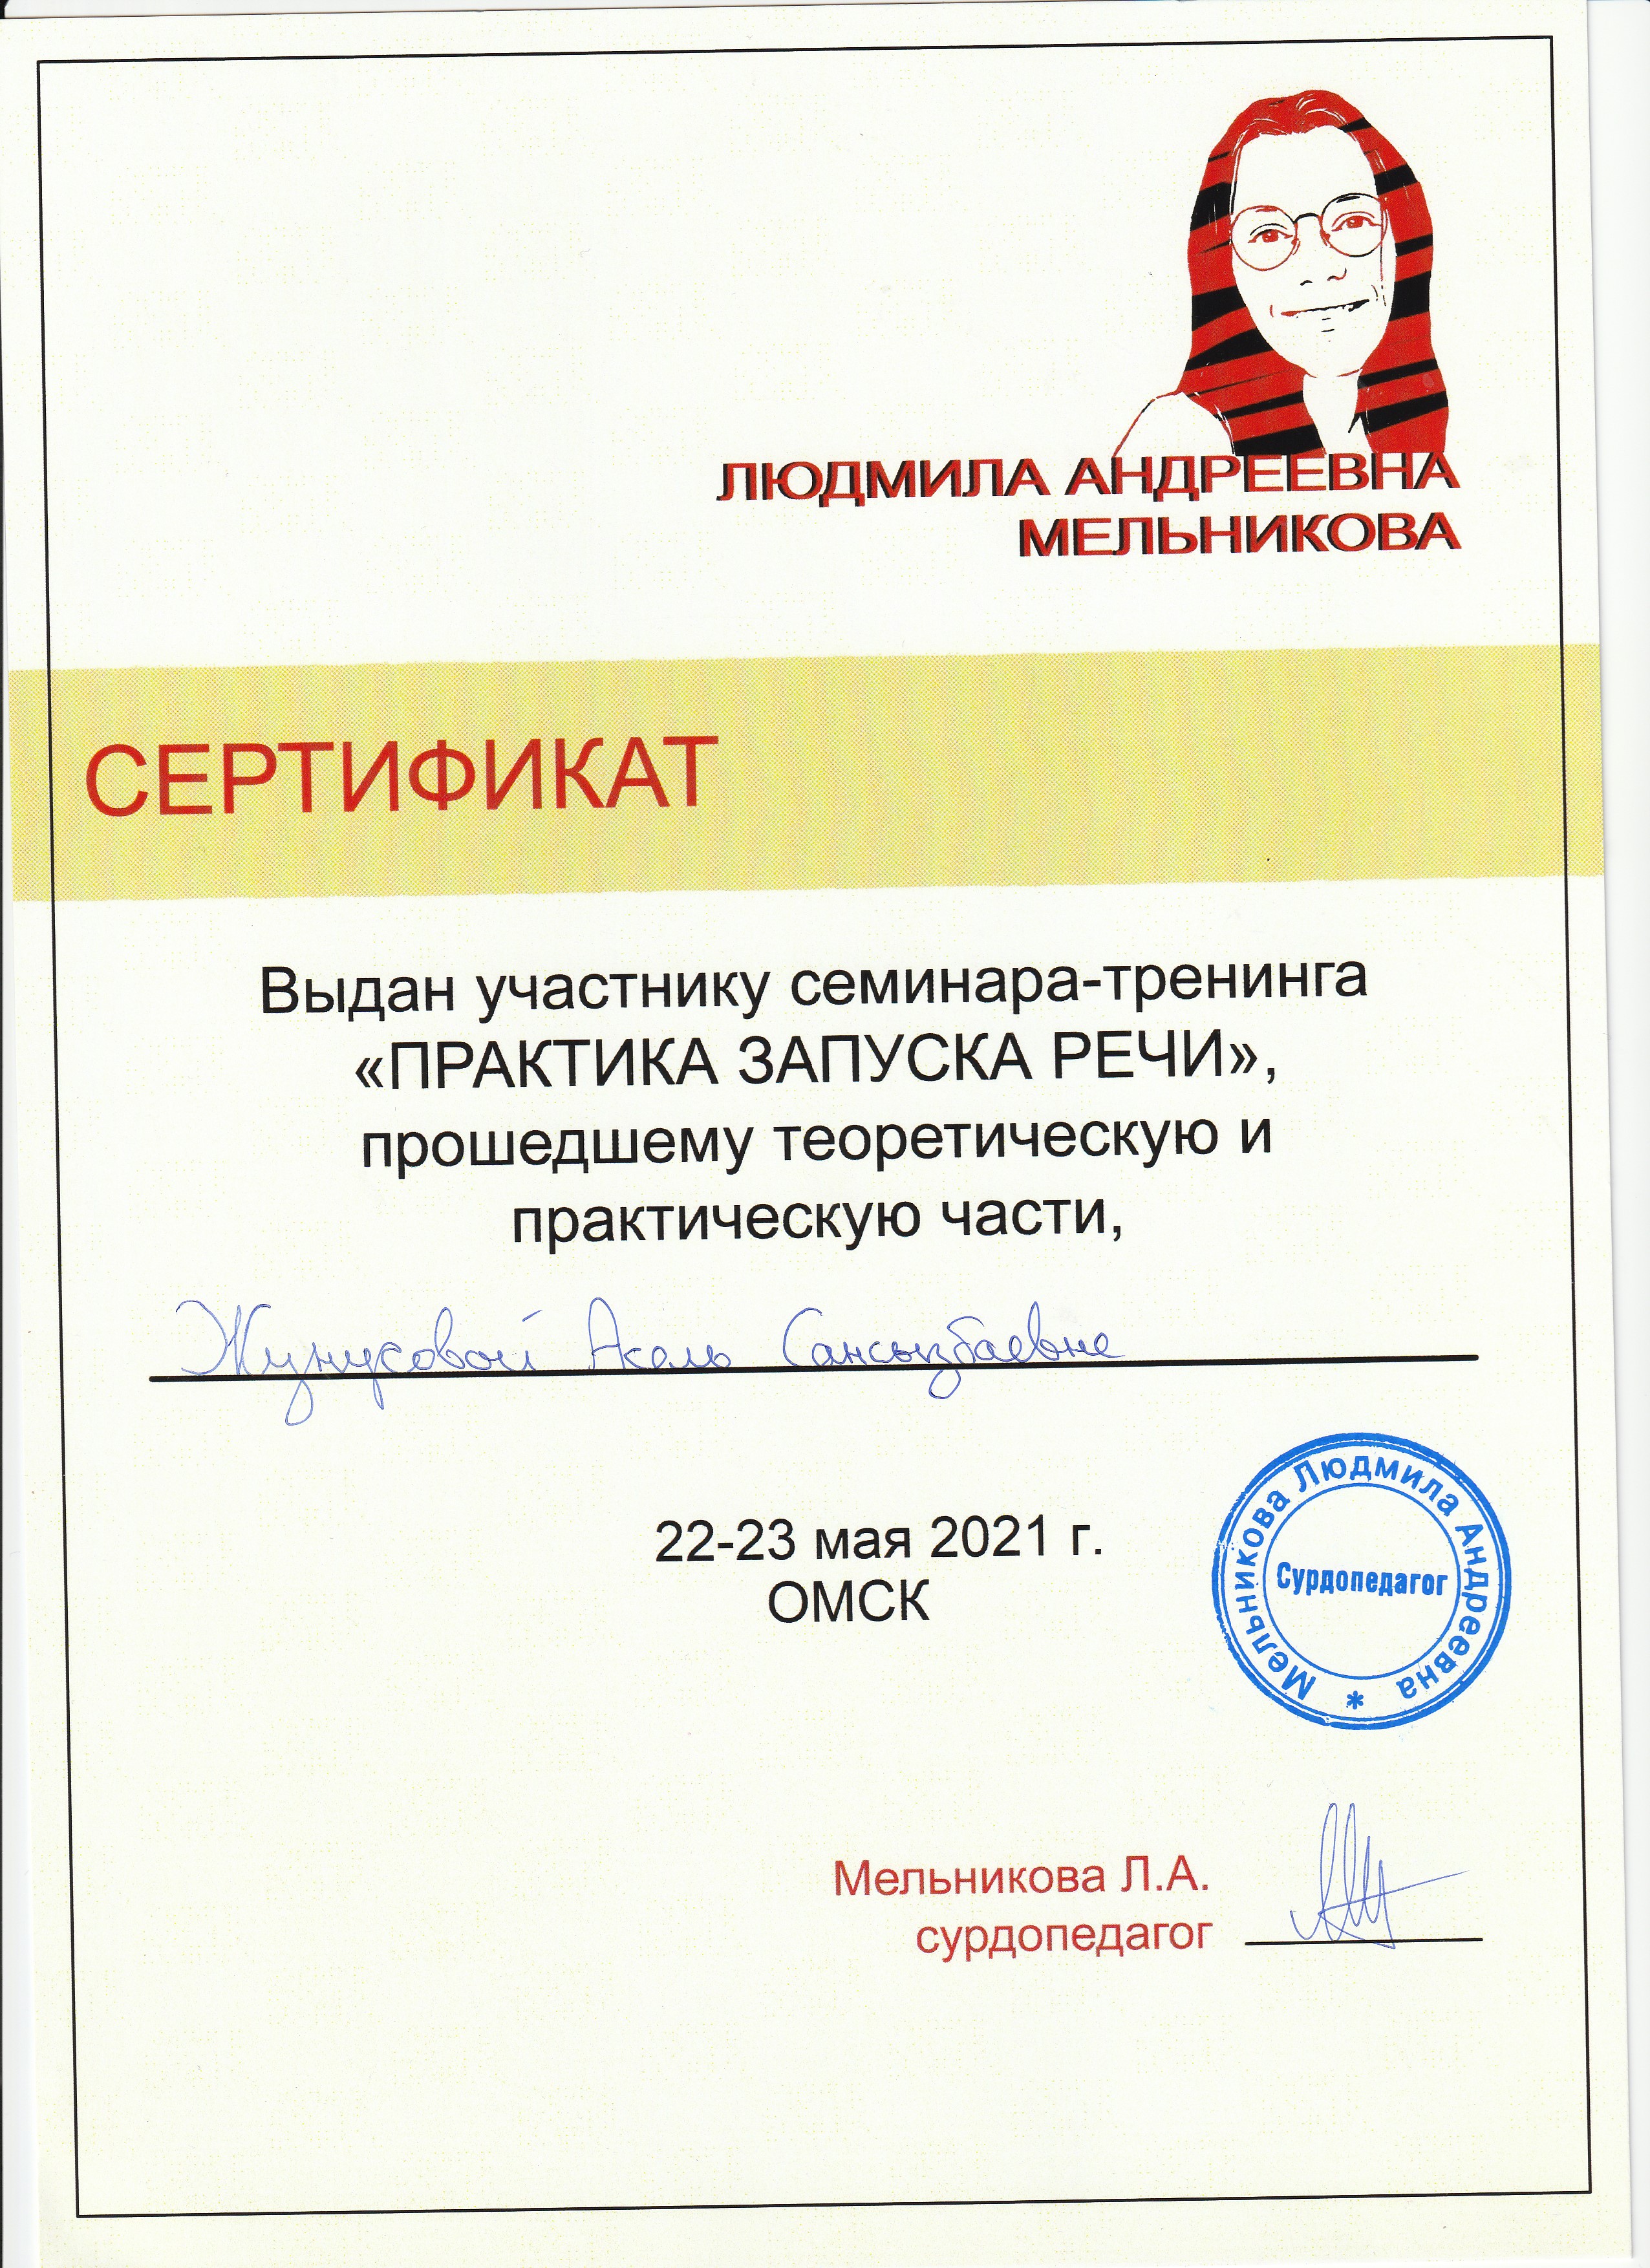 ЛЮДМИЛА АНДРЕЕВНА
МЕЛЬНИКОВА
СЕРТИФИКАТ
Выдан участнику семинара-тренинга
«ПРАКТИКА ЗАПУСКА РЕЧИ»,
прошедшему теоретическую и
практическую части,
Жунусовой Асель Сансызбаевне
22-23 мая 2021 г.
ОМСК
Мельникова Людмила Андреевна *
Сурдопедагог
Мельникова Л.А.
сурдопедагог